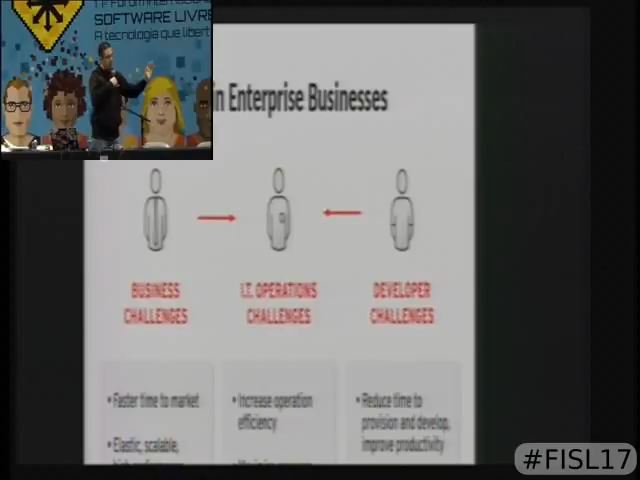 SOFTWARE LIVRE
A tecnologia que libert
in Enterprise Businesses
BUSINESS
CHALLENGES
I.T. OPERATIONS
CHALLENGES
DEVELOPER
CHALLENGES
• Faster time to market
• Elastic, scalable,
• Increase operation
efficiency
• Reduce time to
provision and develop,
improve productivity
#FISL17